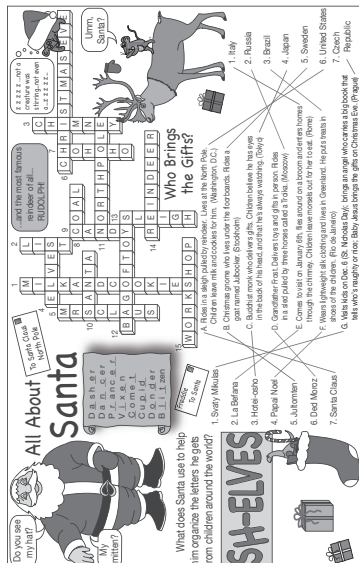 Do you see
my hat?
My
mitten?
All About
Santa
To Santa Claus
North Pole
Freddie
To Santa
Dasher
Dancer
Prancer
Vixen
Comet
Cupid
Donder
Blitzen
What does Santa use to help
im organize the letters he gets
rom children around the world?
SH-ELVES
...and the most famous
reindeer of all...
RUDOLPH!
z z z z z ...not a
creature was
stirring..not even
a...z z z z...
Umm,
Santa?
CHRISTMAS EVE
ELVES
COAL
SANTA
NORTHPOLE
REINDEER
WORKSHOP
Who Brings
the Gifts?
1. Svaty Mikulas
2. La Befana
3. Hotei-osho
4. Papai Noel
5. Jultomten
6. Ded Moroz
7. Santa Claus
A. Rides in a sleigh pulled by reindeer. Lives at the North Pole.
Children leave milk and cookies for him. (Washington, D.C.)
B. Christmas gnome who lives under the floorboards. Rides a
goat named Julbocker. (Stockholm)
C. Buddhist monk who delivers gifts. Children believe he has eyes
in the back of his head, and that he's always watching. (Tokyo)
D. Grandfather Frost. Delivers toys and gifts in person. Rides
in a sled pulled by three horses called a Troika. (Moscow)
E. Comes to visit on January 6th, flies around on a broom and enters homes
through the chimney. Children leave morsels out for her to eat. (Rome)
F. Wears lightweight silk clothing and lives in Greenland. He puts treats in
shoes of the children. (Rio de Janeiro)
G. Visits kids on Dec. 6 (St. Nicholas Day); brings an angel who carries a big book that
tells who's naughty or nice; Baby Jesus brings the gifts on Christmas Eve. (Prague)
1. Italy
2. Russia
3. Brazil
4. Japan
5. Sweden
6. United States
7. Czech
Republic